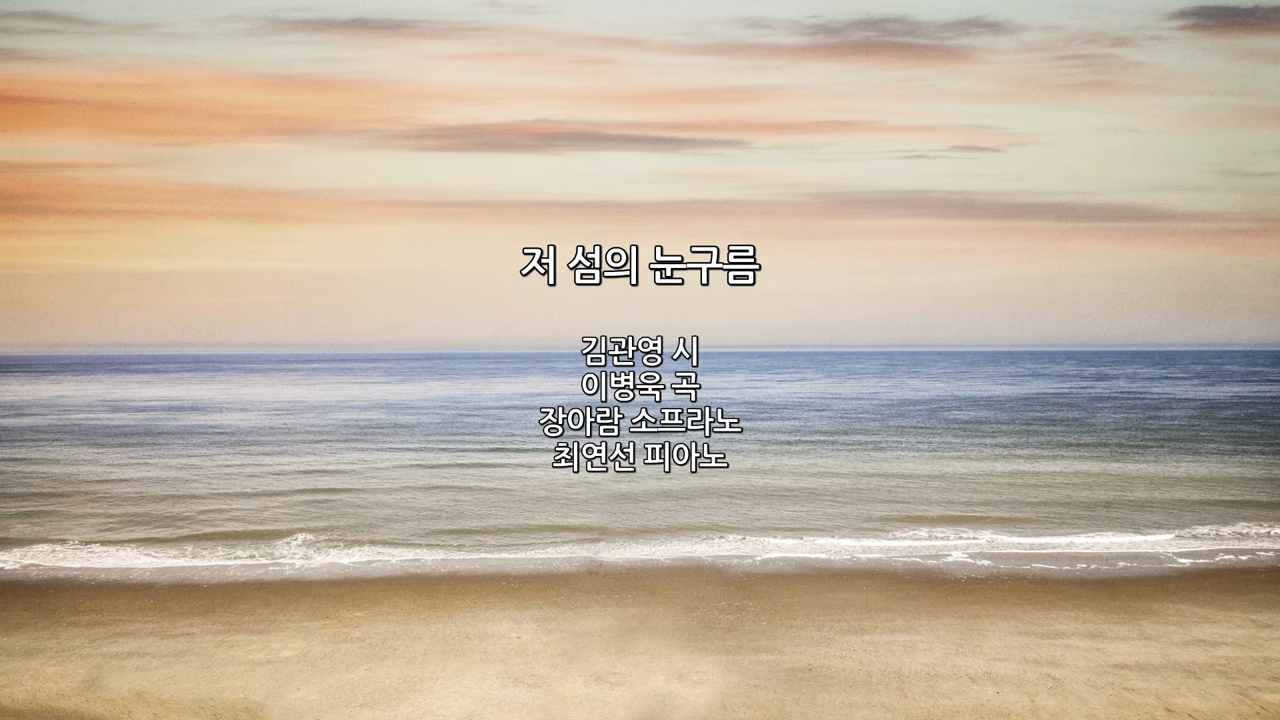 저 섬의 눈구름
김관영 시
이병욱 곡
장아람 소프라노
최연선 피아노